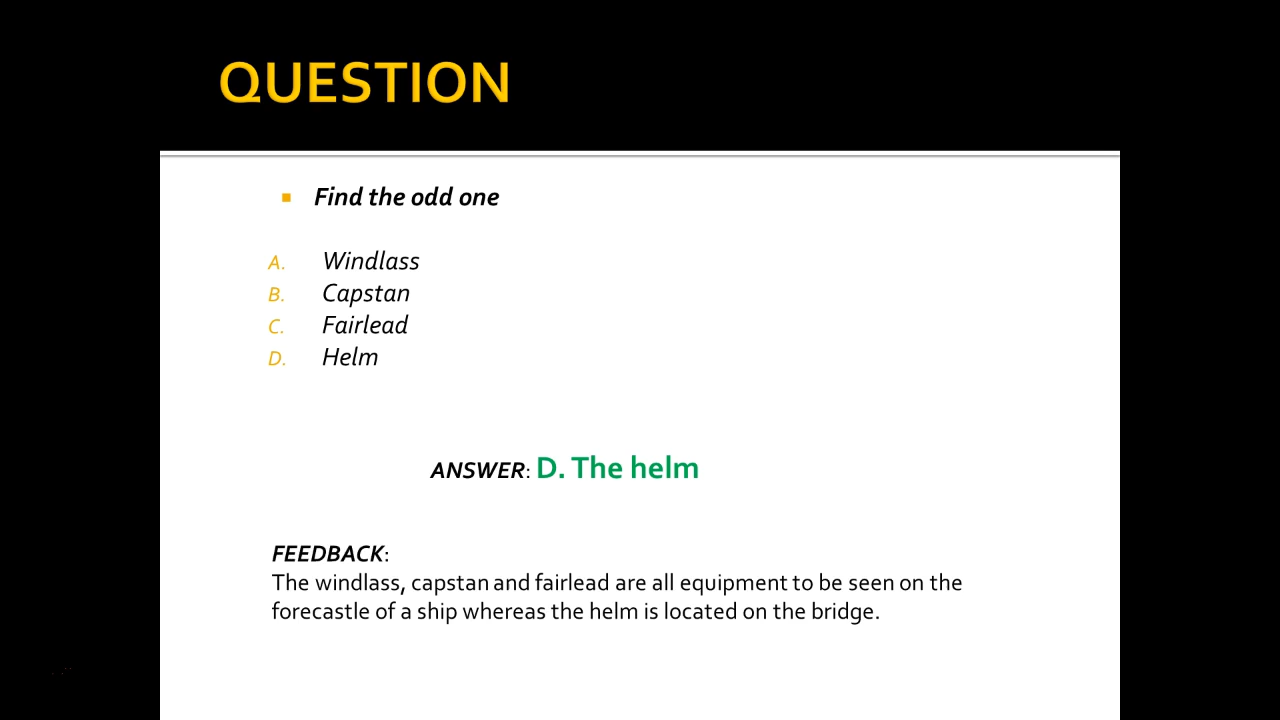 QUESTION
Find the odd one
A. Windlass
B. Capstan
C. Fairlead
D. Helm
ANSWER: D. The helm
FEEDBACK:
The windlass, capstan and fairlead are all equipment to be seen on the
forecastle of a ship whereas the helm is located on the bridge.